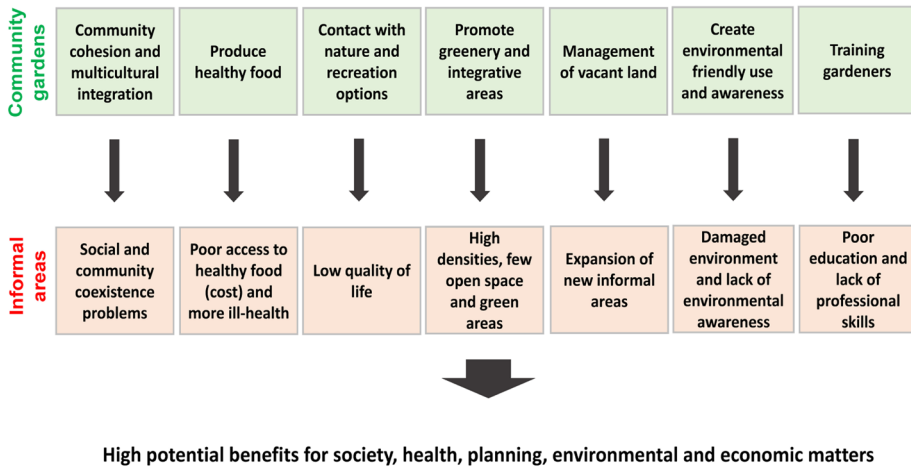 Community
gardens
Community
cohesion and
multicultural
integration
Produce
healthy food
Contact with
nature and
recreation
options
Promote
greenery and
integrative
areas
Management
of vacant land
Create
environmental
friendly use
and awareness
Training
gardeners
Informal
areas
Social and
community
coexistence
problems
Poor access to
healthy food
(cost) and
more ill-health
Low quality of
life
High
densities, few
open space
and green
areas
Expansion of
new informal
areas
Damaged
environment
and lack of
environmental
awareness
Poor
education and
lack of
professional
skills
High potential benefits for society, health, planning, environmental and economic matters